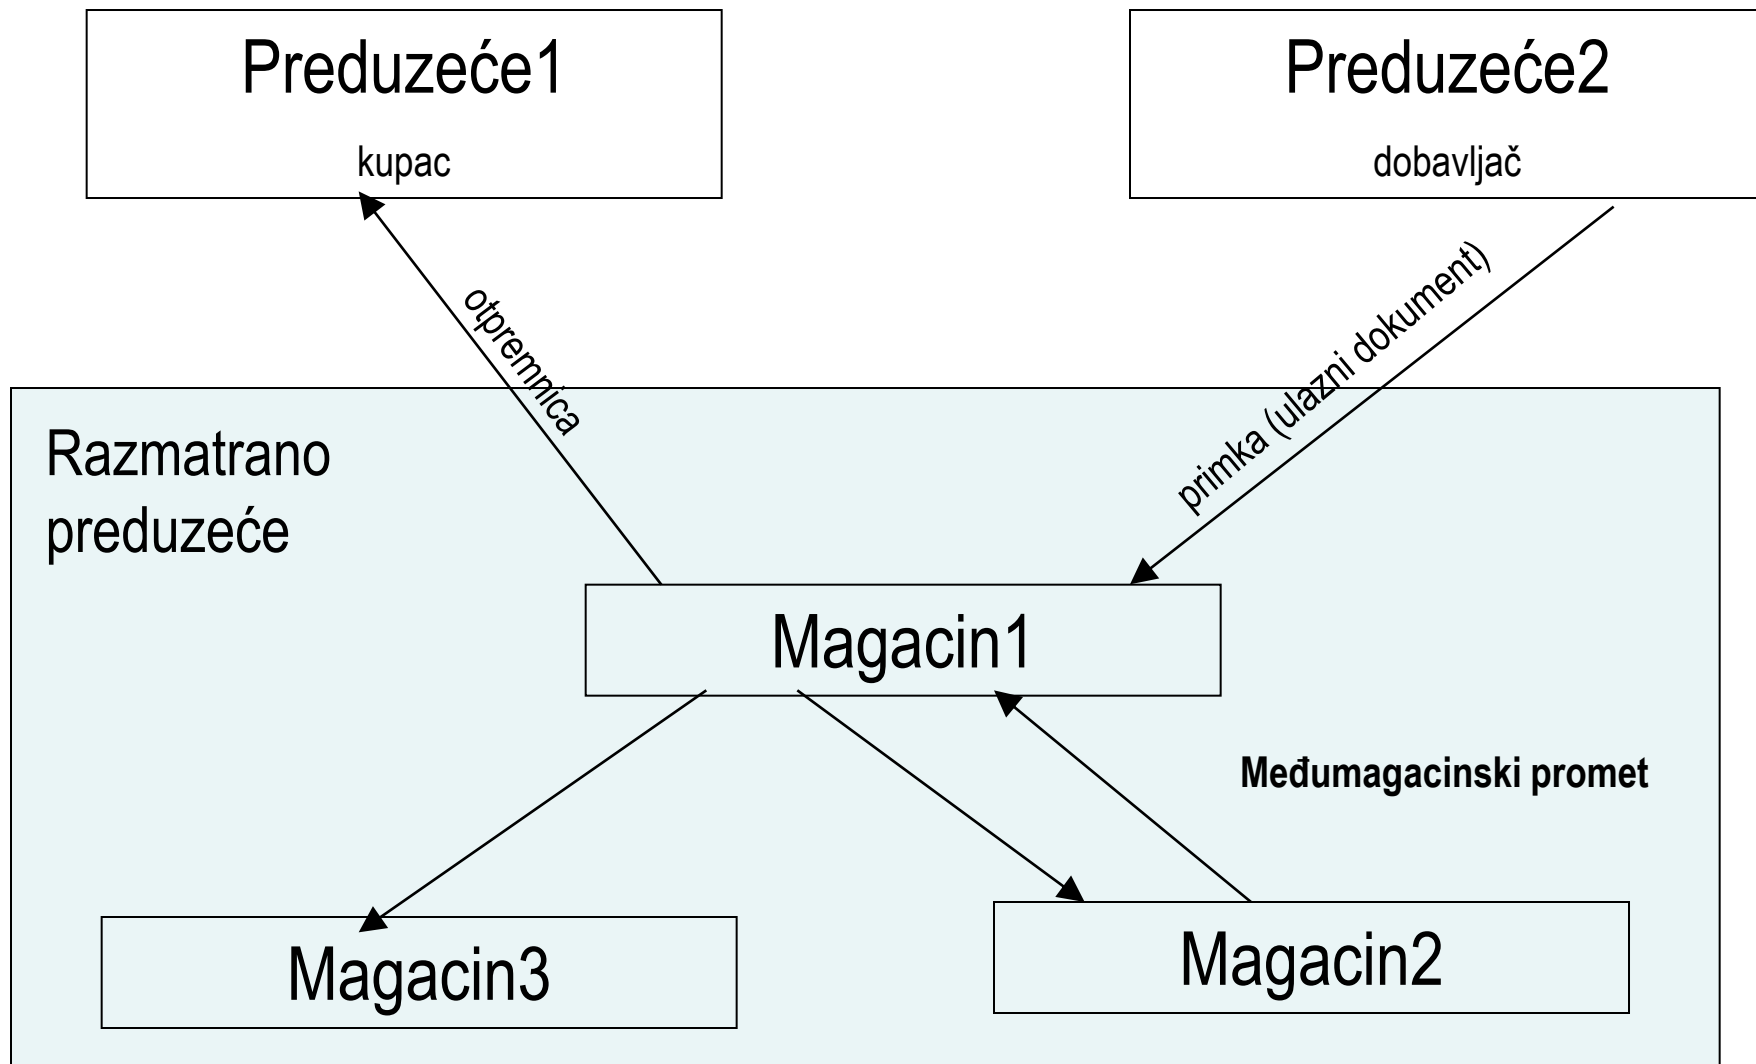 Preduzeće1
kupac
Preduzeće2
dobavljač
otpremnica
primka (ulazni dokument)
Razmatrano
preduzeće
Magacin1
Međumagacinski promet
Magacin3
Magacin2